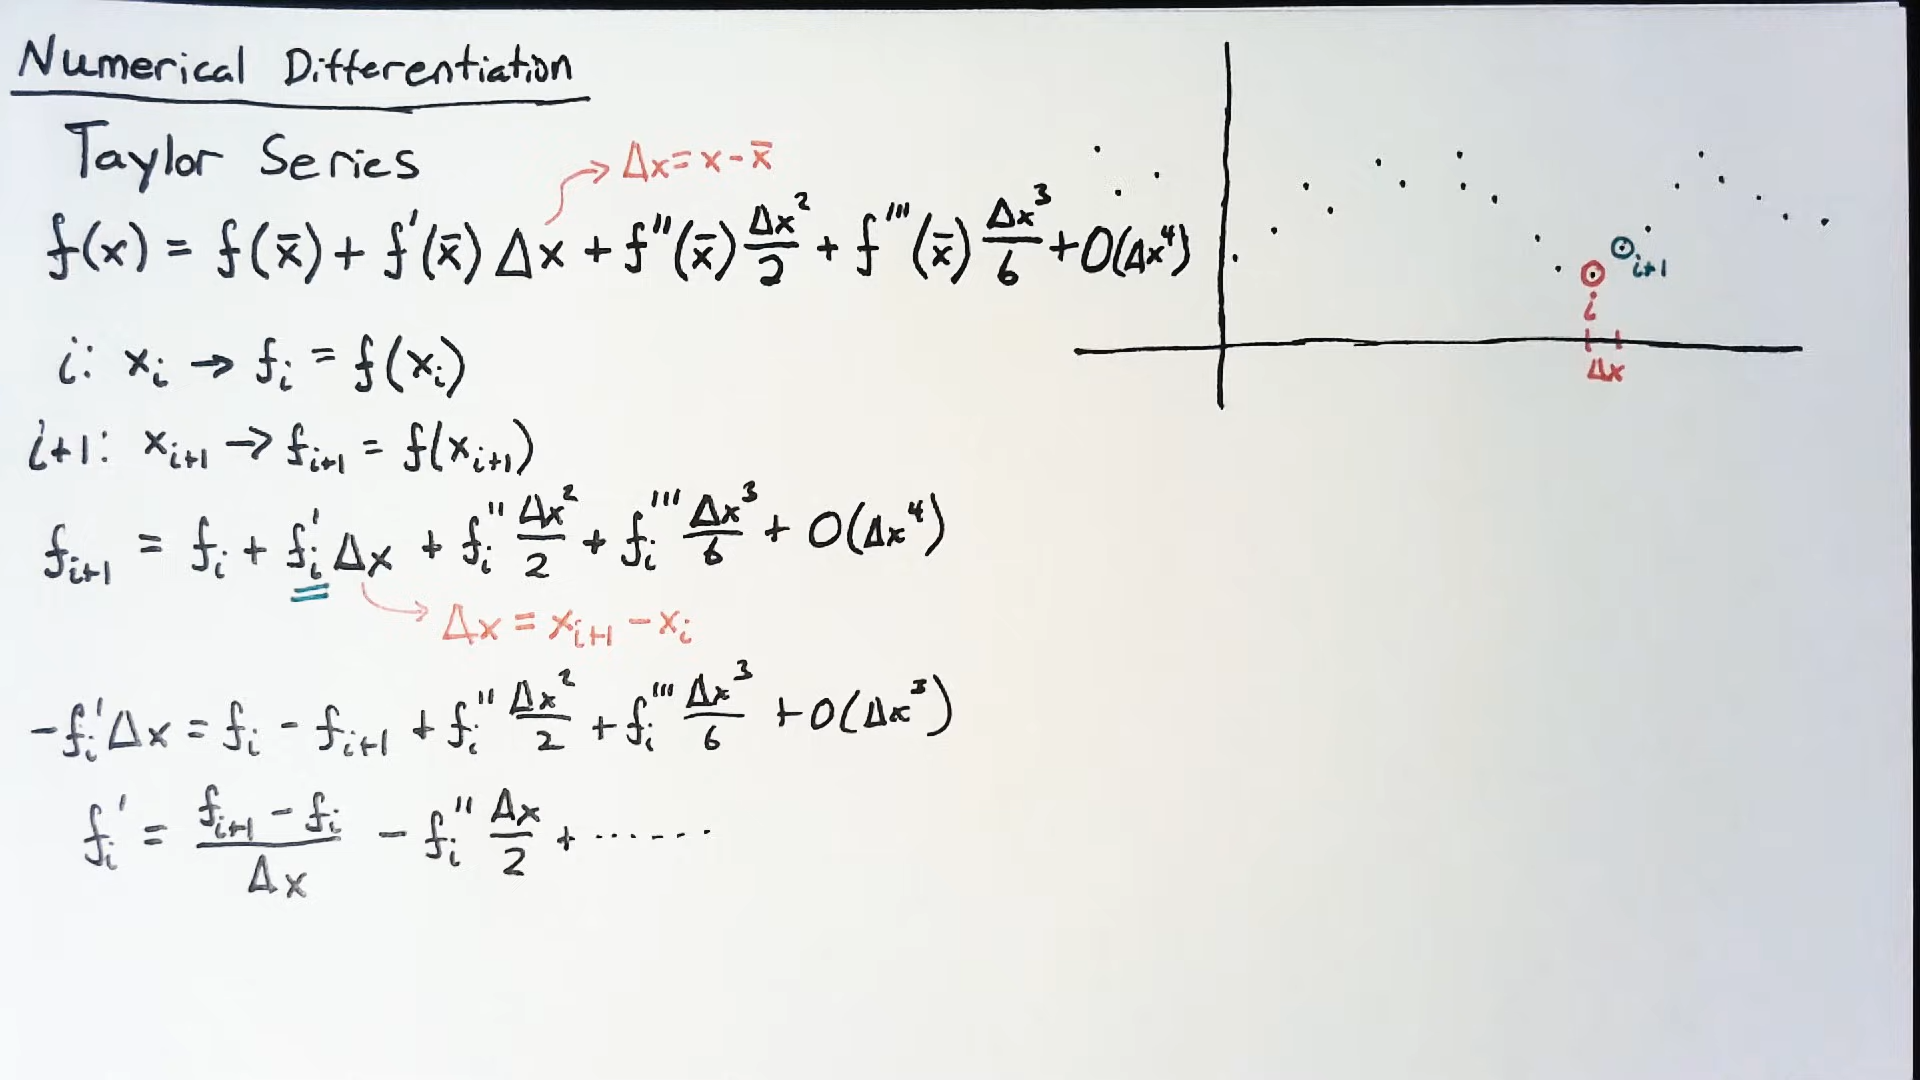 Numerical Differentiation
Taylor Series
Δx = x - x̄
f(x) = f(x̄) + f'(x̄) Δx + f''(x̄) Δx²/2 + f'''(x̄) Δx³/6 + O(Δx⁴)
i: xᵢ → fᵢ = f(xᵢ)
i+1: xᵢ₊₁ → fᵢ₊₁ = f(xᵢ₊₁)
fᵢ₊₁ = fᵢ + fᵢ' Δx + fᵢ'' Δx²/2 + fᵢ''' Δx³/6 + O(Δx⁴)
Δx = xᵢ₊₁ - xᵢ
-fᵢ'Δx = fᵢ - fᵢ₊₁ + fᵢ'' Δx²/2 + fᵢ''' Δx³/6 + O(Δx³)
fᵢ' = (fᵢ₊₁ - fᵢ)/Δx - fᵢ'' Δx/2 + .......
i+1
i
Δx